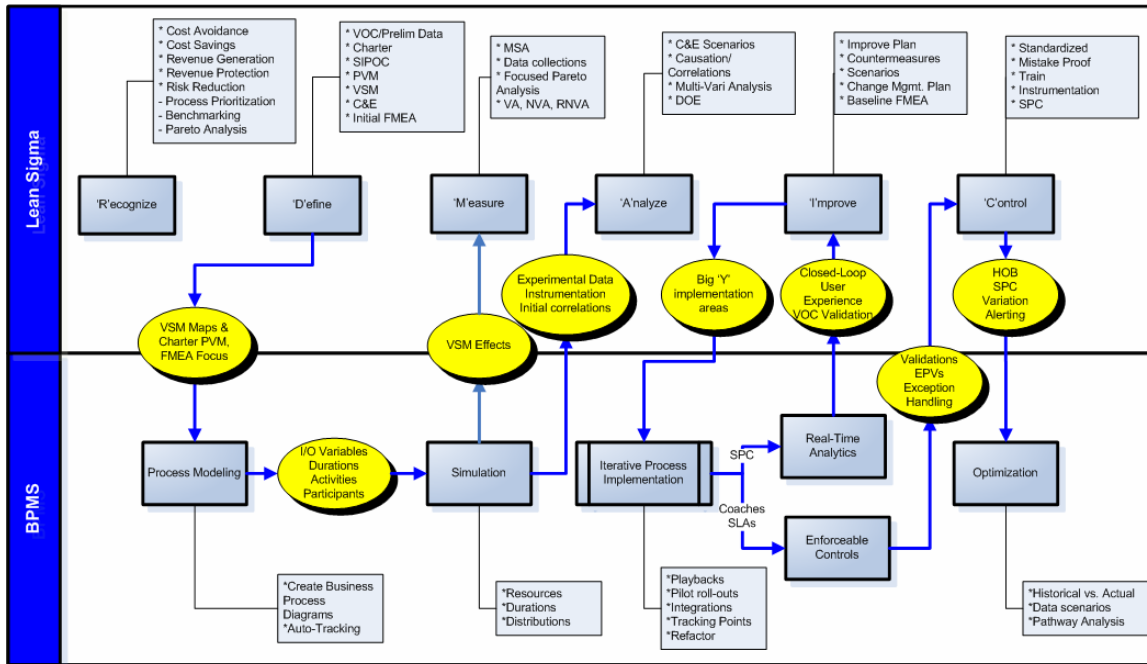 Lean Sigma
* Cost Avoidance
* Cost Savings
* Revenue Generation
* Revenue Protection
* Risk Reduction
- Process Prioritization
- Benchmarking
- Pareto Analysis
* VOC/Prelim Data
* Charter
* SIPOC
* PVM
* VSM
* C&E
* Initial FMEA
* MSA
* Data collections
* Focused Pareto
Analysis
* VA, NVA, RNVA
* C&E Scenarios
* Causation/
Correlations
* Multi-Vari Analysis
* DOE
* Improve Plan
* Countermeasures
* Scenarios
* Change Mgmt. Plan
* Baseline FMEA
* Standardized
* Mistake Proof
* Train
* Instrumentation
* SPC
'R'ecognize
'D'efine
'M'easure
'A'nalyze
'I'mprove
'C'ontrol
VSM Maps &
Charter PVM,
FMEA Focus
VSM Effects
Experimental Data
Instrumentation
Initial correlations
Big 'Y'
implementation
areas
Closed-Loop
User
Experience
VOC Validation
Validations
EPVs
Exception
Handling
HOB
SPC
Variation
Alerting
BPMS
Process Modeling
I/O Variables
Durations
Activities
Participants
Simulation
Iterative Process
Implementation
SPC
Coaches
SLAs
Real-Time
Analytics
Enforceable
Controls
Optimization
*Create Business
Process
Diagrams
*Auto-Tracking
*Resources
*Durations
*Distributions
*Playbacks
*Pilot roll-outs
*Integrations
*Tracking Points
*Refactor
*Historical vs. Actual
*Data scenarios
*Pathway Analysis